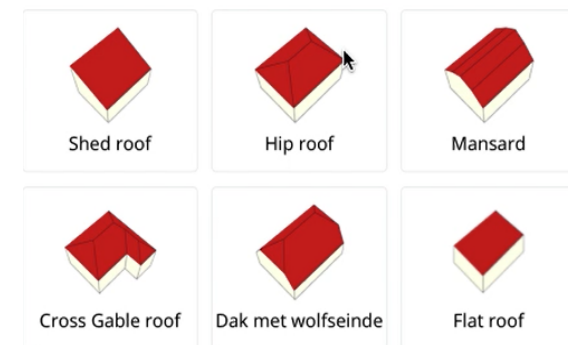 Shed roof
Hip roof
Mansard
Cross Gable roof
Dak met wolfseinde
Flat roof